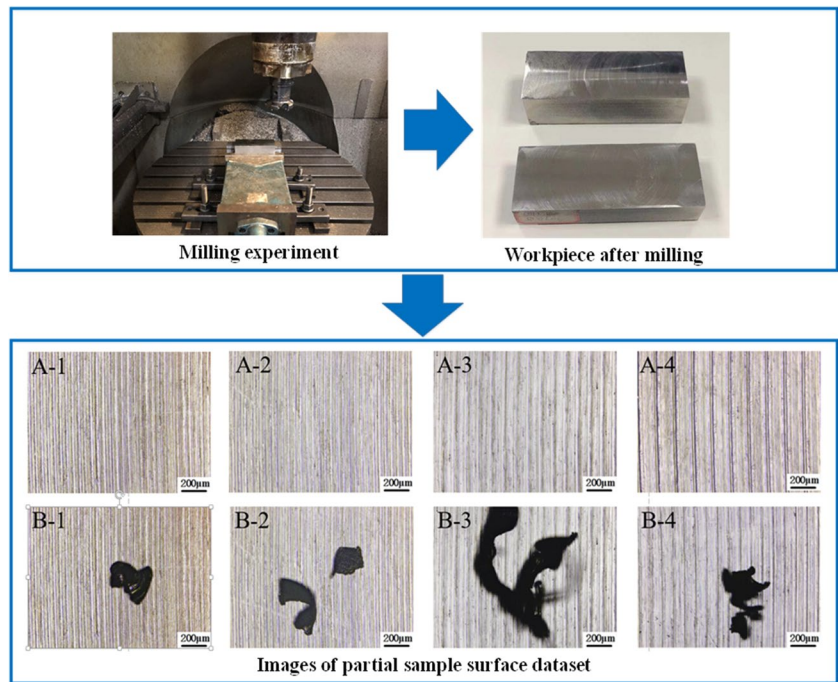 Milling experiment
Workpiece after milling
A-1
A-2
A-3
A-4
200μm
200μm
200μm
200μm
B-1
B-2
B-3
B-4
200μm
200μm
200μm
200μm
Images of partial sample surface dataset